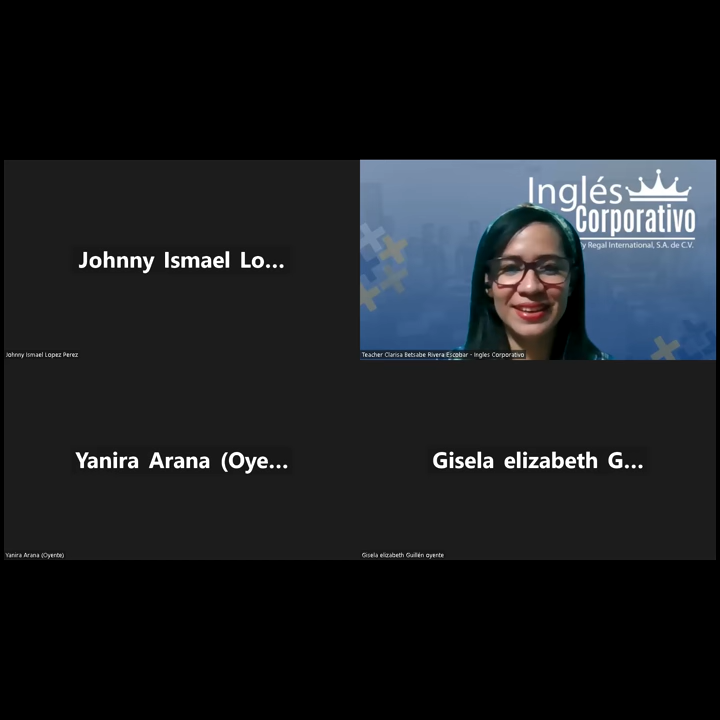 Johnny Ismael Lo...
Johnny Ismael Lopez Perez
Inglés
Corporativo
y Regal International, S.A. de C.V.
Teacher Clarisa Betsabe Rivera Escobar - Ingles Corporativo
Yanira Arana (Oye...
Yanira Arana (Oyente)
Gisela elizabeth G...
Gisela elizabeth Guillén oyente